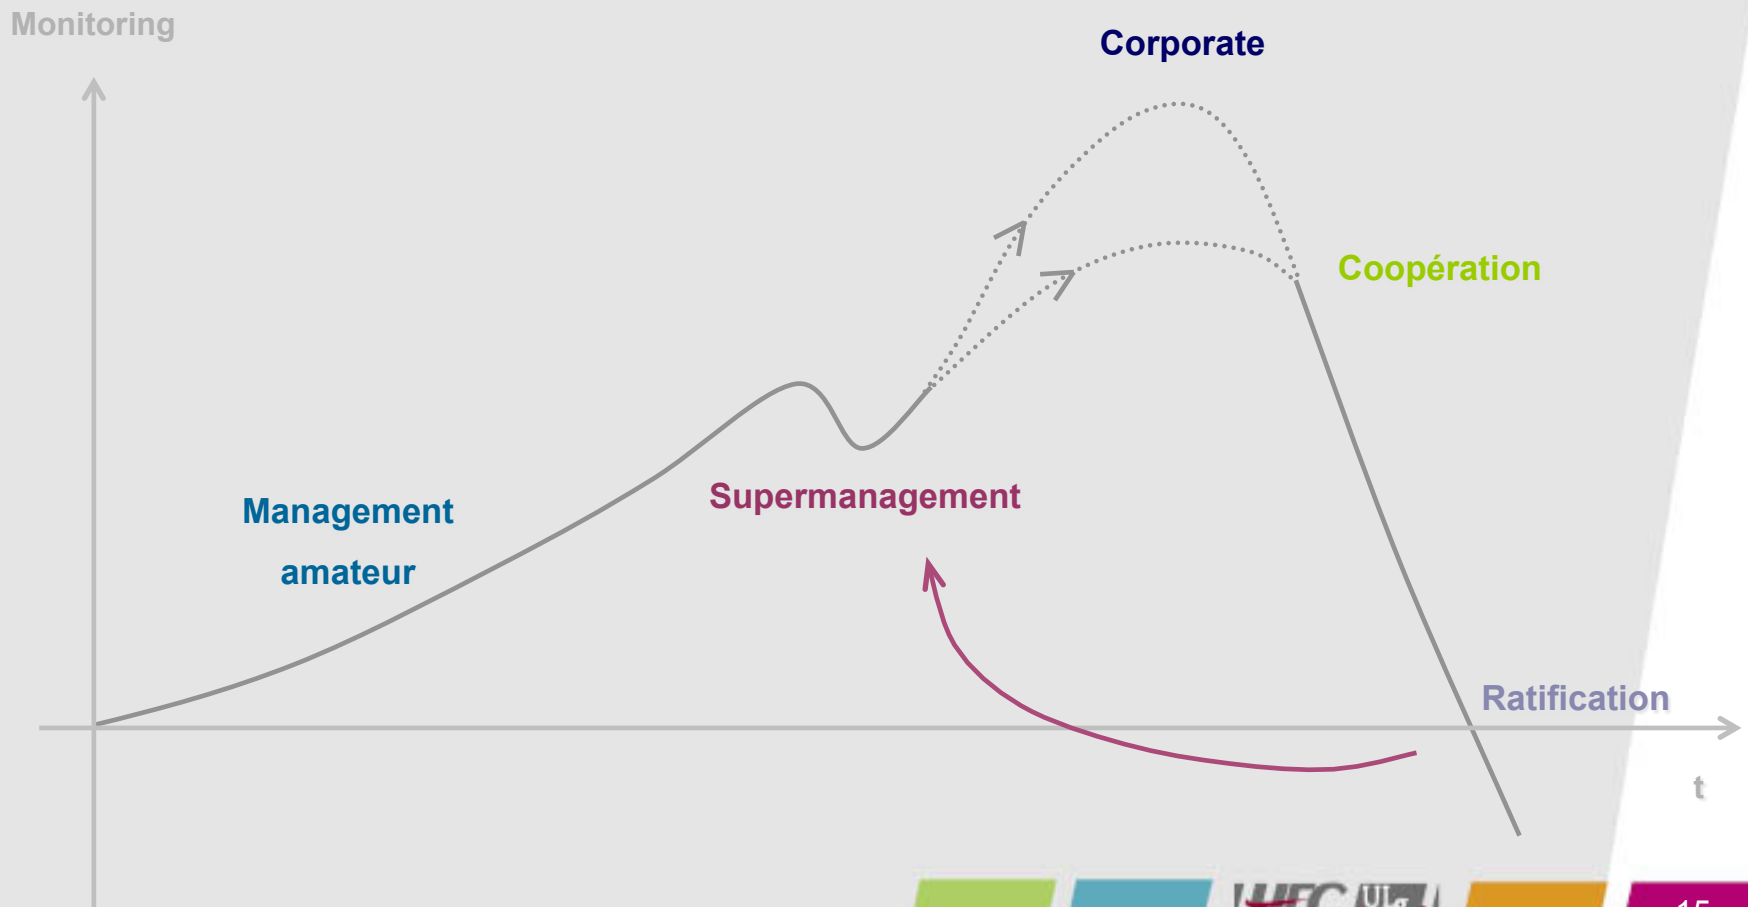 Monitoring
Corporate
Coopération
Supermanagement
Management
amateur
Ratification
t